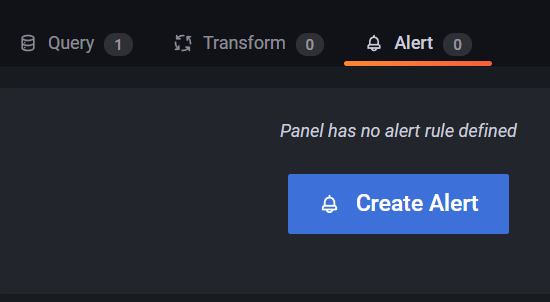 Query 1 Transform 0 Alert 0
Panel has no alert rule defined
Create Alert